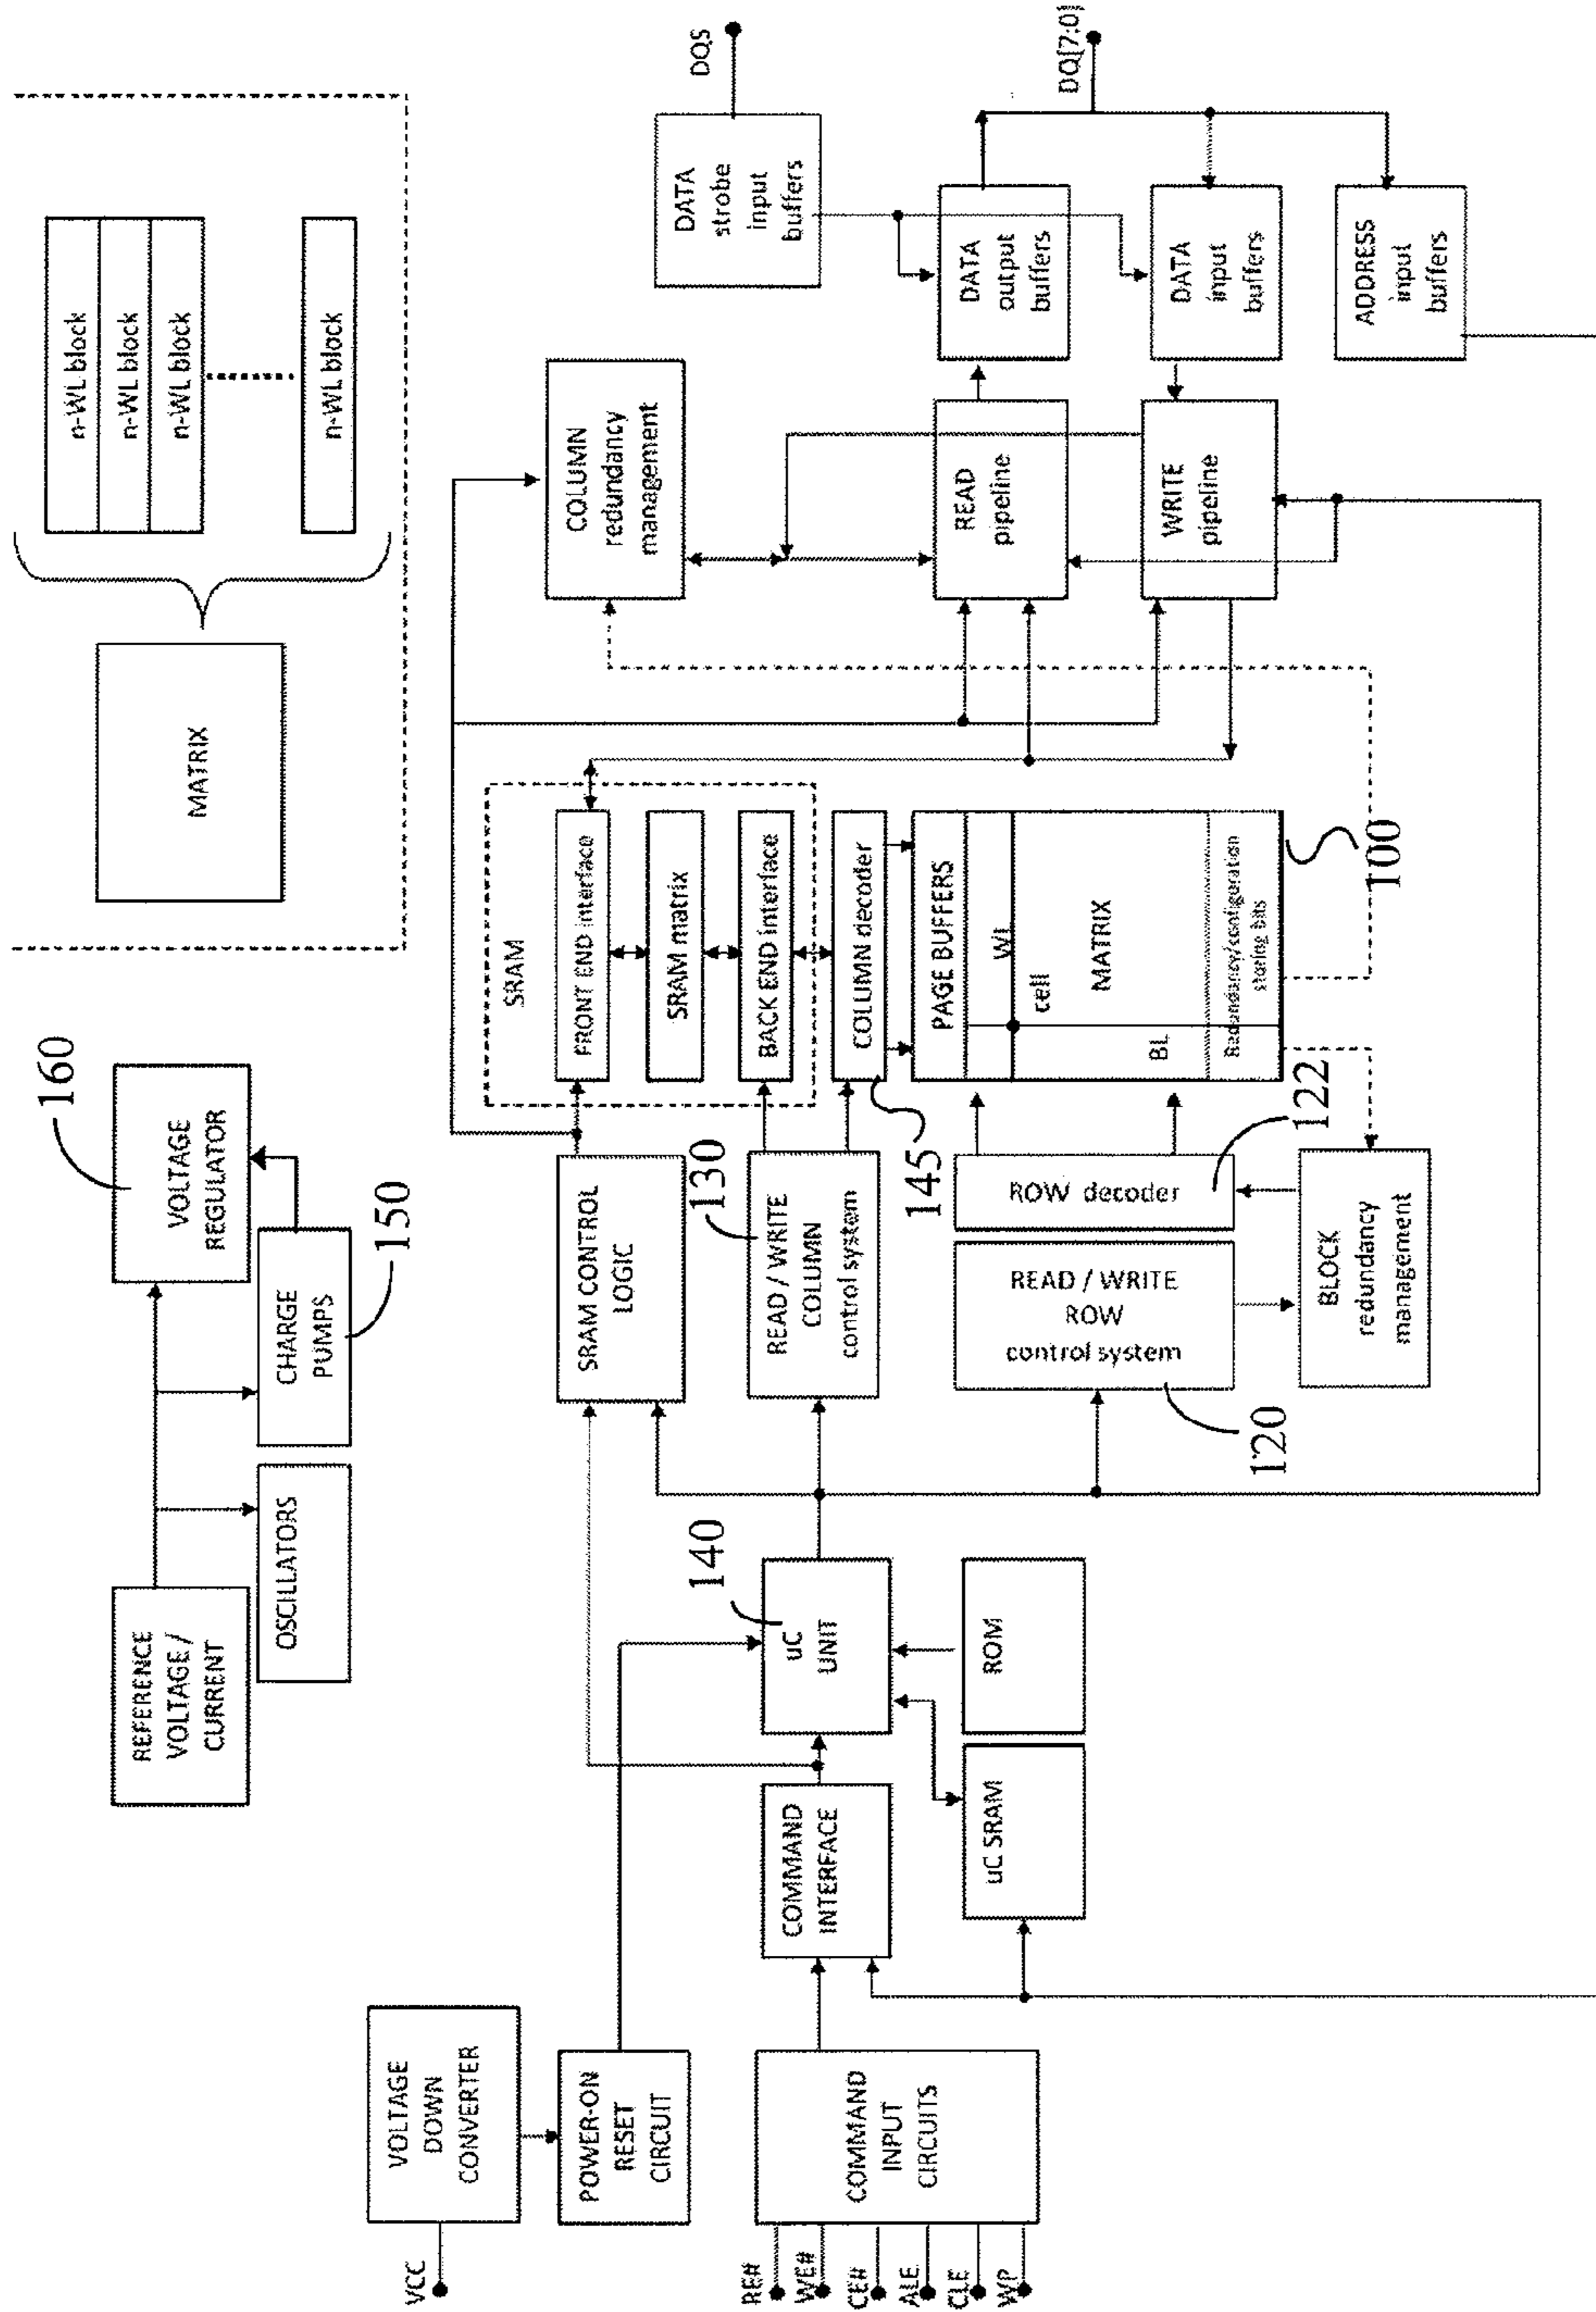 VCC
VOLTAGE
DOWN
CONVERTER
POWER-ON
RESET
CIRCUIT
RE#
WE#
CE#
ALE
CLE
WP
COMMAND
INPUT
CIRCUITS
COMMAND
INTERFACE
uC SRAM
ROM
uC
UNIT
140
REFERENCE
VOLTAGE /
CURRENT
OSCILLATORS
CHARGE
PUMPS
150
VOLTAGE
REGULATOR
160
SRAM CONTROL
LOGIC
READ / WRITE
COLUMN
control system
130
READ / WRITE
ROW
control system
120
ROW decoder
122
BLOCK
redundancy
management
SRAM
FRONT END interface
SRAM matrix
BACK END interface
COLUMN decoder
145
PAGE BUFFERS
WL
cell
MATRIX
BL
Redundancy/configuration
storing bits
100
MATRIX
n-WL block
n-WL block
n-WL block
n-WL block
COLUMN
redundancy
management
READ
pipeline
WRITE
pipeline
DATA
strobe
input
buffers
DQS
DATA
output
buffers
DATA
input
buffers
ADDRESS
input
buffers
DQ[7:0]